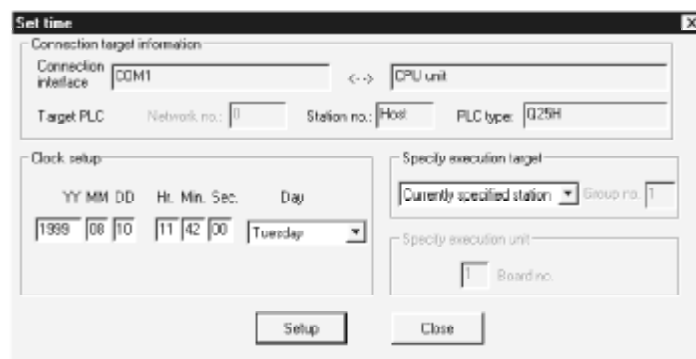 Set time
Connection target information
Connection interface COM1 <--> CPU unit
Target PLC Network no.: 0 Station no.: Host PLC type: Q25H
Clock setup
YY MM DD Hr. Min. Sec. Day
1999 08 10 11 42 00 Tuesday
Specify execution target
Currently specified station Group no. 1
Specify execution unit
1 Board no.
Setup Close